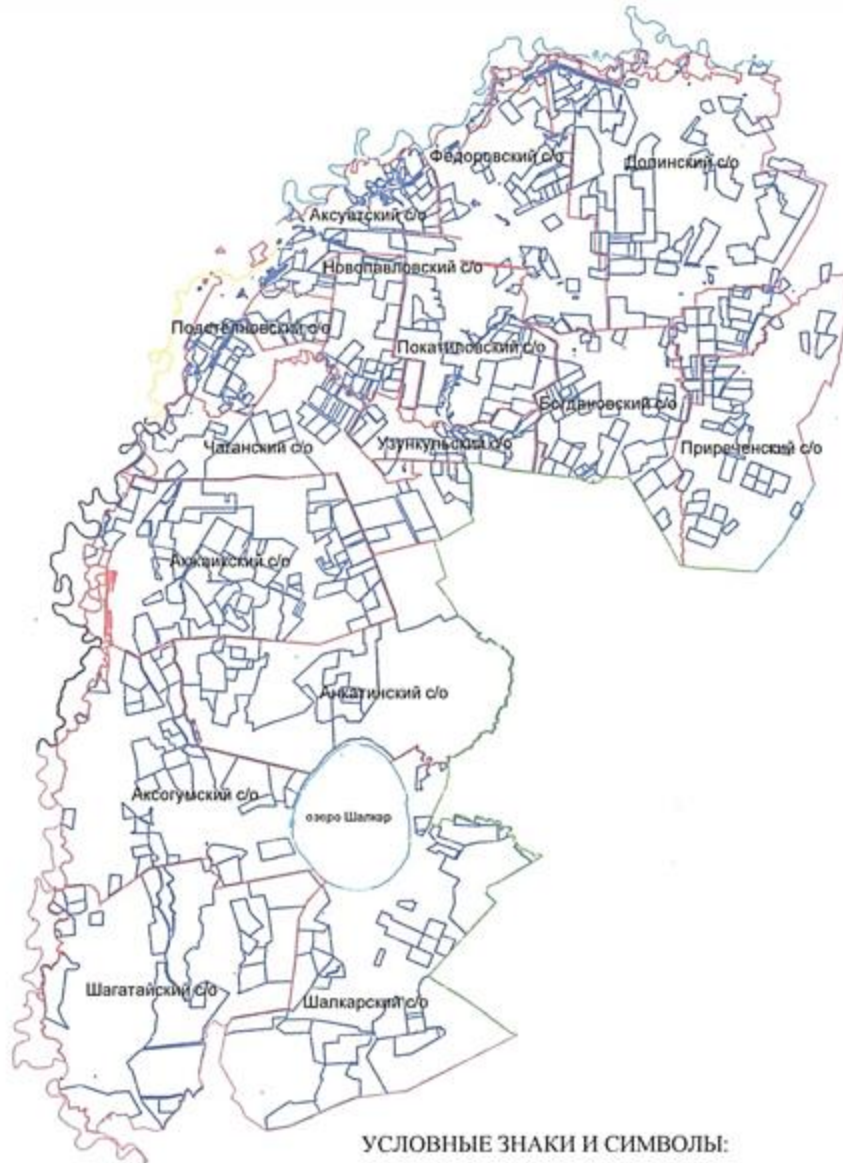 Федоровский с/о
Долинский с/о
Аксуатский с/о
Новопавловский с/о
Подстепновский с/о
Покатиловский с/о
Богдановский с/о
Чаганский с/о
Узункульский с/о
Приреченский с/о
Акжаикский с/о
Анкатинский с/о
Аксогумский с/о
озеро Шалкар
Шагатайский с/о
Шалкарский с/о
УСЛОВНЫЕ ЗНАКИ И СИМВОЛЫ: